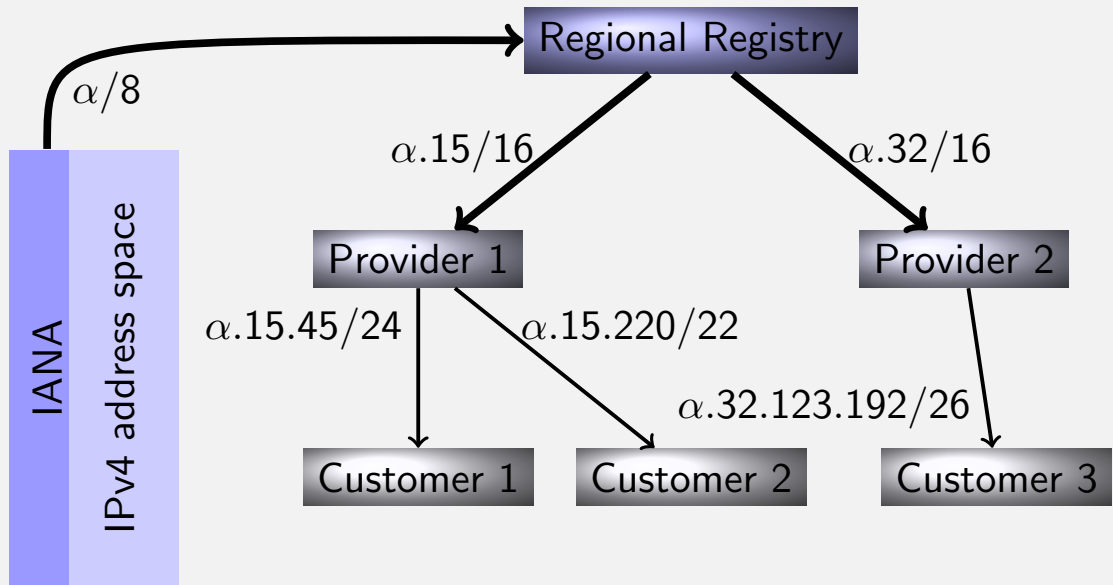 Regional Registry
α/8
α.15/16
α.32/16
IANA
IPv4 address space
Provider 1
Provider 2
α.15.45/24
α.15.220/22
α.32.123.192/26
Customer 1
Customer 2
Customer 3